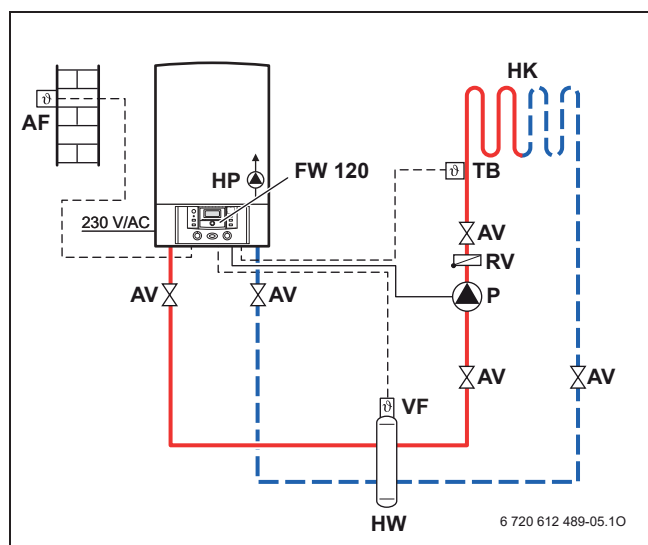 HK
AF
ϑ
HP
FW 120
ϑ
TB
230 V/AC
AV
RV
AV
AV
P
AV
AV
ϑ
VF
HW
6 720 612 489-05.1O